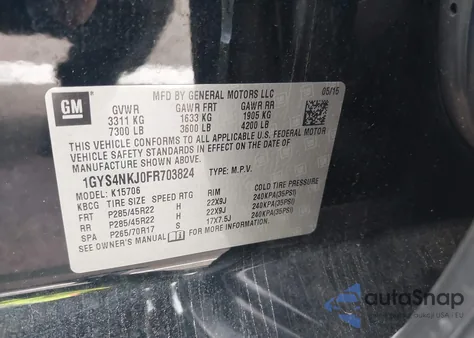 GM
MFD BY GENERAL MOTORS LLC
05/15
GVWR GAWR FRT GAWR RR
3311 KG 1633 KG 1905 KG
7300 LB 3600 LB 4200 LB
THIS VEHICLE CONFORMS TO ALL APPLICABLE U.S. FEDERAL MOTOR
VEHICLE SAFETY STANDARDS IN EFFECT ON THE DATE OF
MANUFACTURE SHOWN ABOVE.
1GYS4NKJ0FR703824 TYPE: M.P.V.
MODEL: K15706
KBCG TIRE SIZE SPEED RTG RIM COLD TIRE PRESSURE
FRT P285/45R22 H 22X9J 240KPA(35PSI)
RR P285/45R22 H 22X9J 240KPA(35PSI)
SPA P265/70R17 S 17X7.5J 240KPA(35PSI)
SEE OWNER'S MANUAL FOR ADDITIONAL INFORMATION
autoSnap